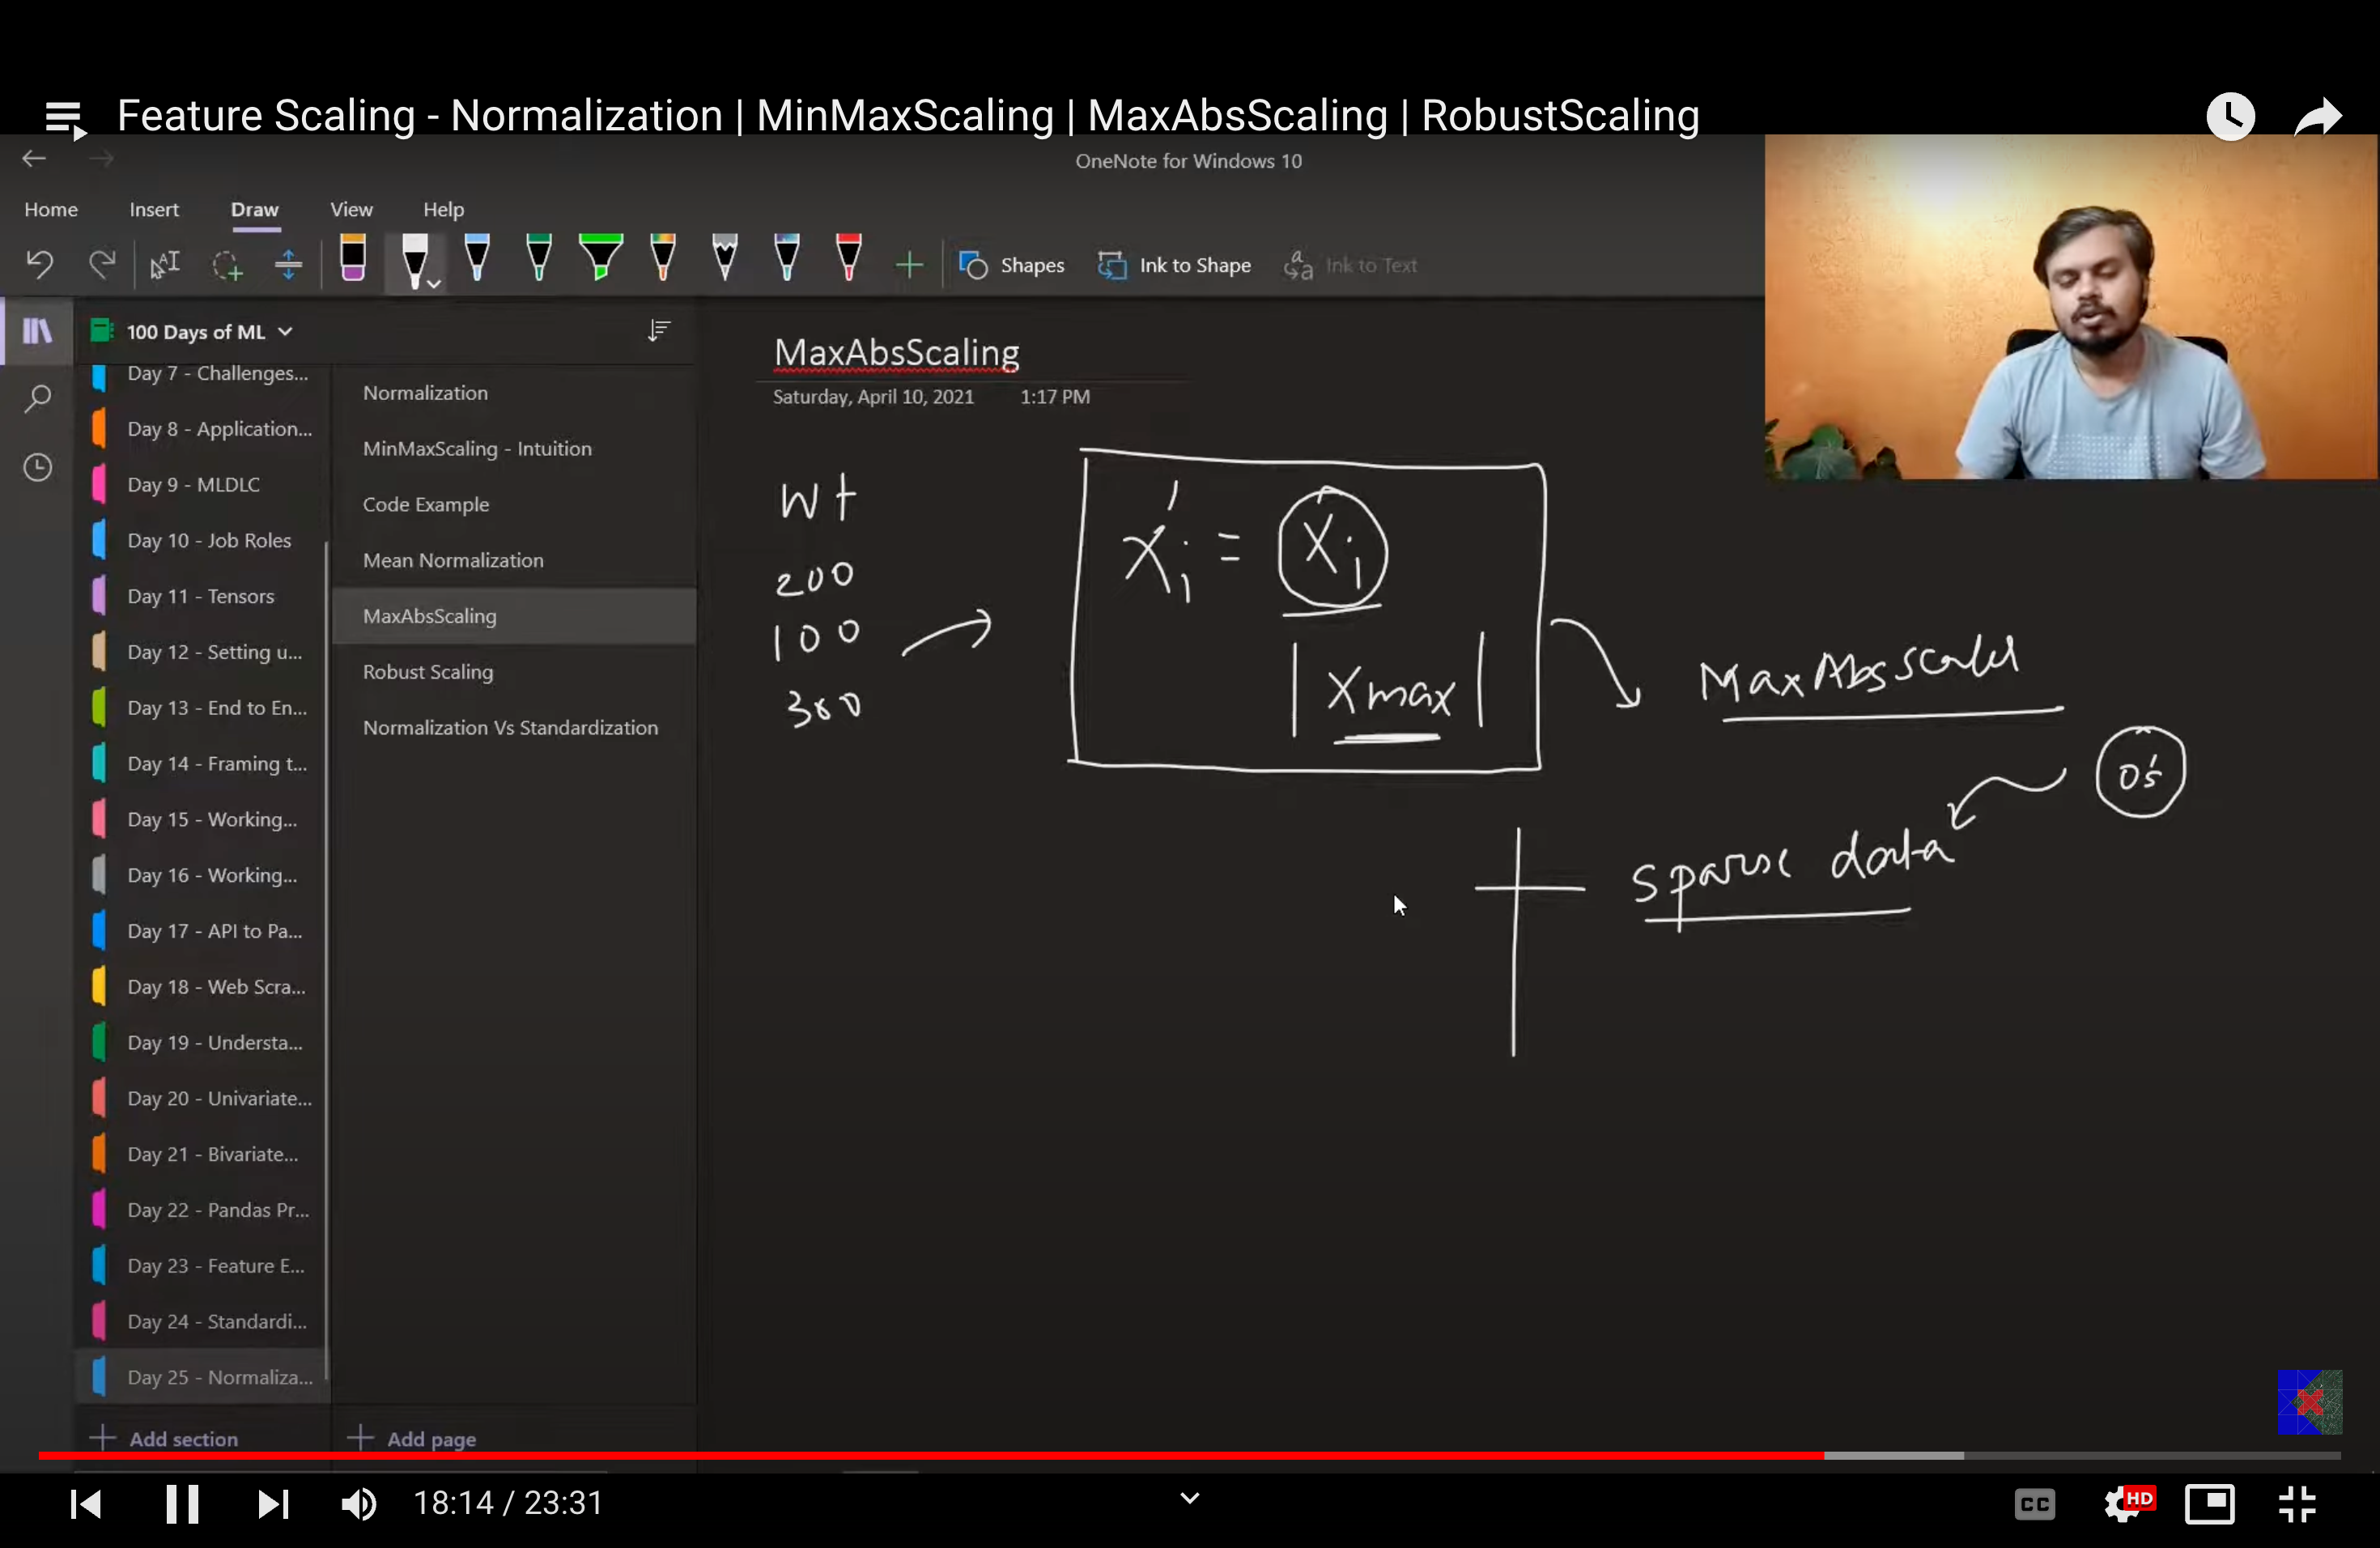 Feature Scaling - Normalization | MinMaxScaling | MaxAbsScaling | RobustScaling
OneNote for Windows 10
Home Insert Draw View Help
Shapes Ink to Shape Ink to Text
100 Days of ML
Day 7 - Challenges...
Day 8 - Application...
Day 9 - MLDLC
Day 10 - Job Roles
Day 11 - Tensors
Day 12 - Setting u...
Day 13 - End to En...
Day 14 - Framing t...
Day 15 - Working...
Day 16 - Working...
Day 17 - API to Pa...
Day 18 - Web Scra...
Day 19 - Understa...
Day 20 - Univariate...
Day 21 - Bivariate...
Day 22 - Pandas Pr...
Day 23 - Feature E...
Day 24 - Standardi...
Day 25 - Normaliza...
Add section
Normalization
MinMaxScaling - Intuition
Code Example
Mean Normalization
MaxAbsScaling
Robust Scaling
Normalization Vs Standardization
Add page
MaxAbsScaling
Saturday, April 10, 2021 1:17 PM
Wt
200
100
300
Xi' = Xi
|Xmax|
MaxAbsScaler
0's
sparse data
18:14 / 23:31
CC HD